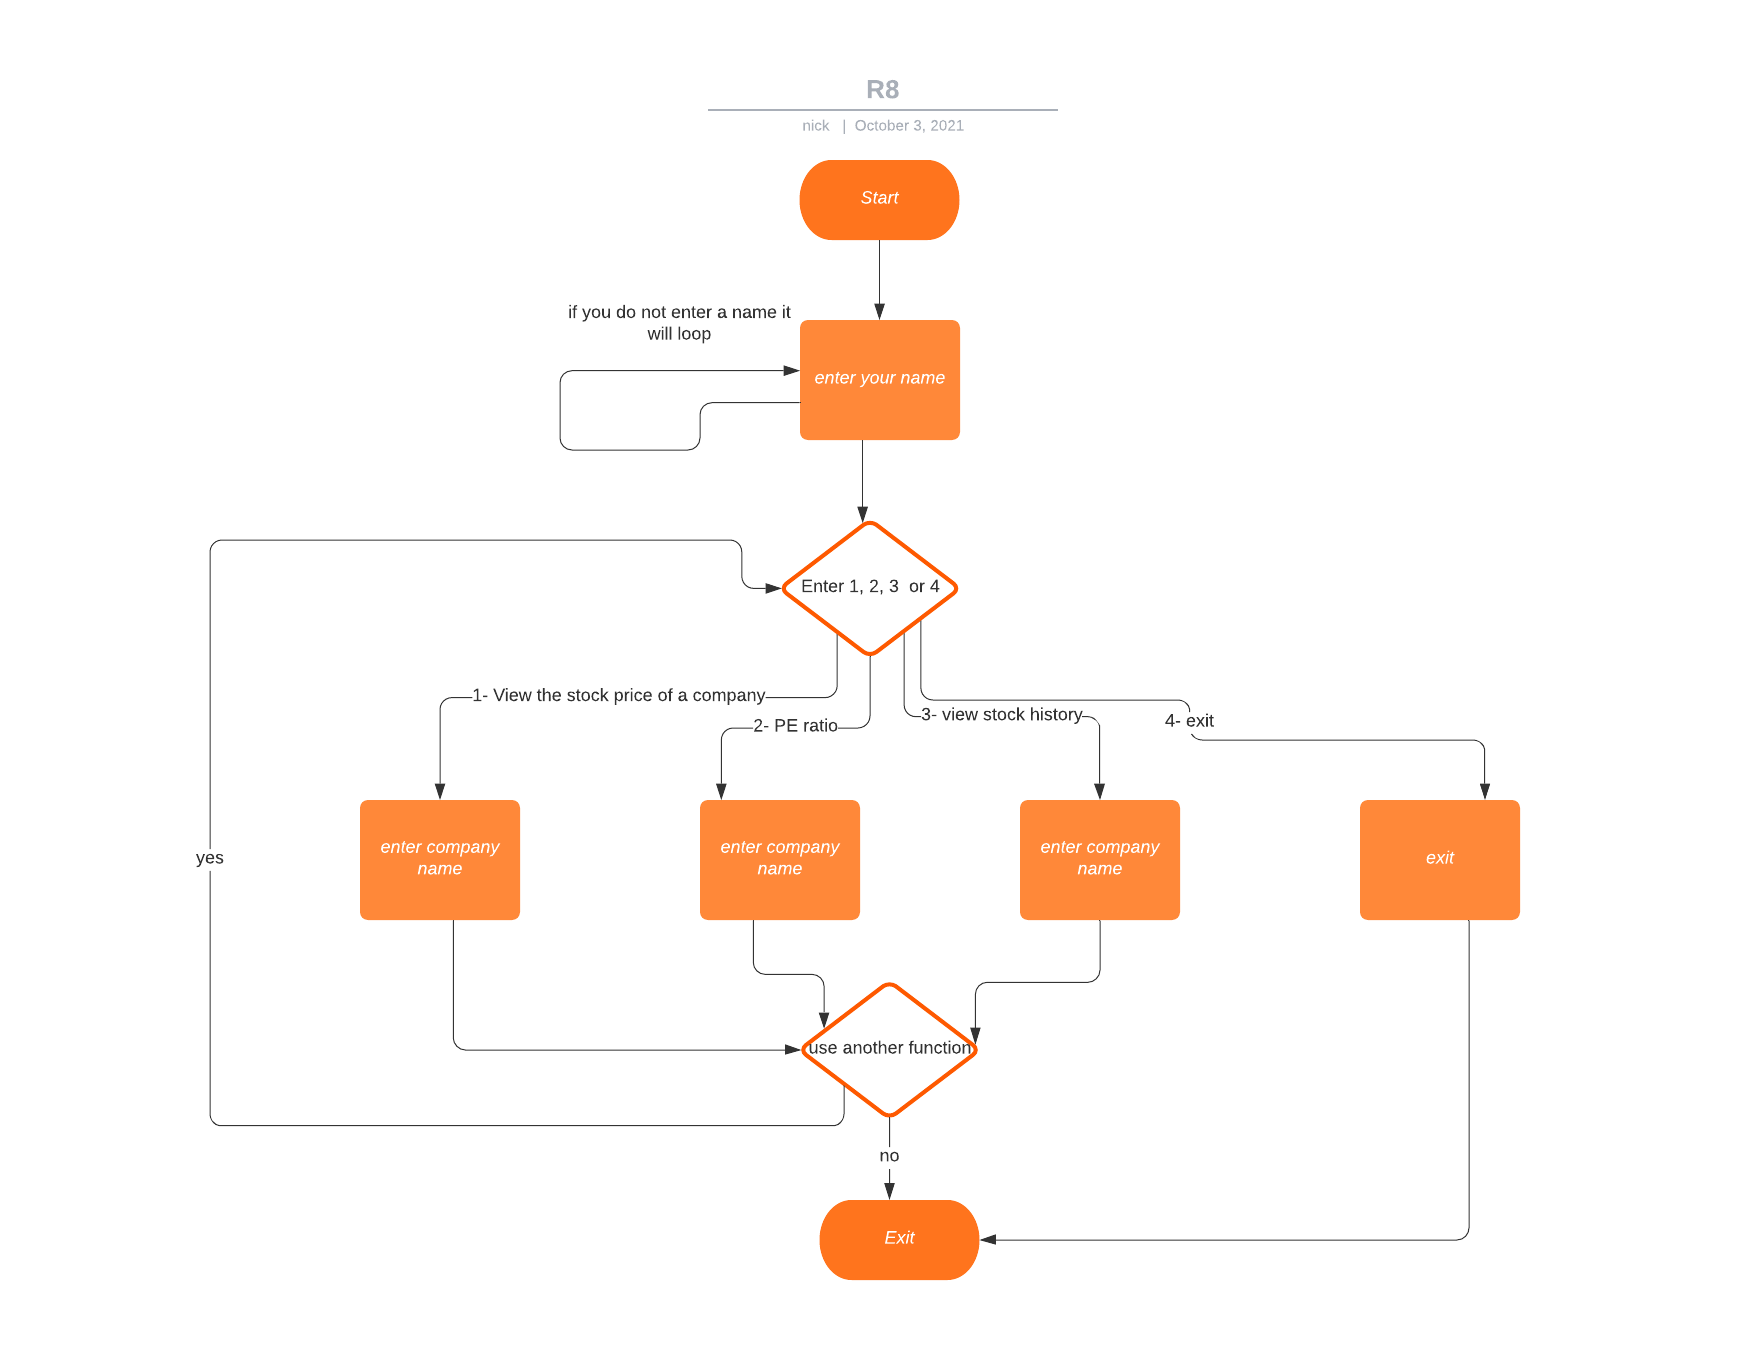 R8
nick | October 3, 2021
Start
if you do not enter a name it
will loop
enter your name
Enter 1, 2, 3 or 4
1- View the stock price of a company
2- PE ratio
3- view stock history
4- exit
yes
enter company
name
enter company
name
enter company
name
exit
use another function
no
Exit